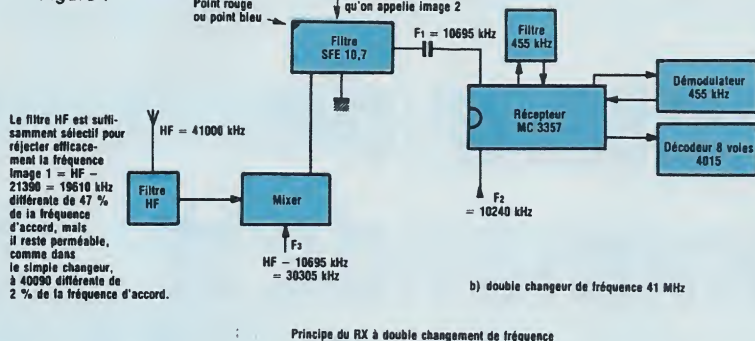 Point rouge
ou point bleu
qu'on appelle image 2
Filtre
SFE 10,7
F1 = 10695 kHz
Filtre
455 kHz
Récepteur
MC 3357
Démodulateur
455 kHz
Décodeur 8 voies
4015
F2
= 10240 kHz
Le filtre HF est suffi-
samment sélectif pour
réjecter efficace-
ment la fréquence
Image 1 = HF –
21390 = 19610 kHz
différente de 47 %
de la fréquence
d'accord, mais
il reste perméable,
comme dans
le simple changeur,
à 40090 différente de
2 % de la fréquence d'accord.
HF = 41000 kHz
Filtre
HF
Mixer
F3
HF – 10695 kHz
= 30305 kHz
b) double changeur de fréquence 41 MHz
Principe du RX à double changement de fréquence